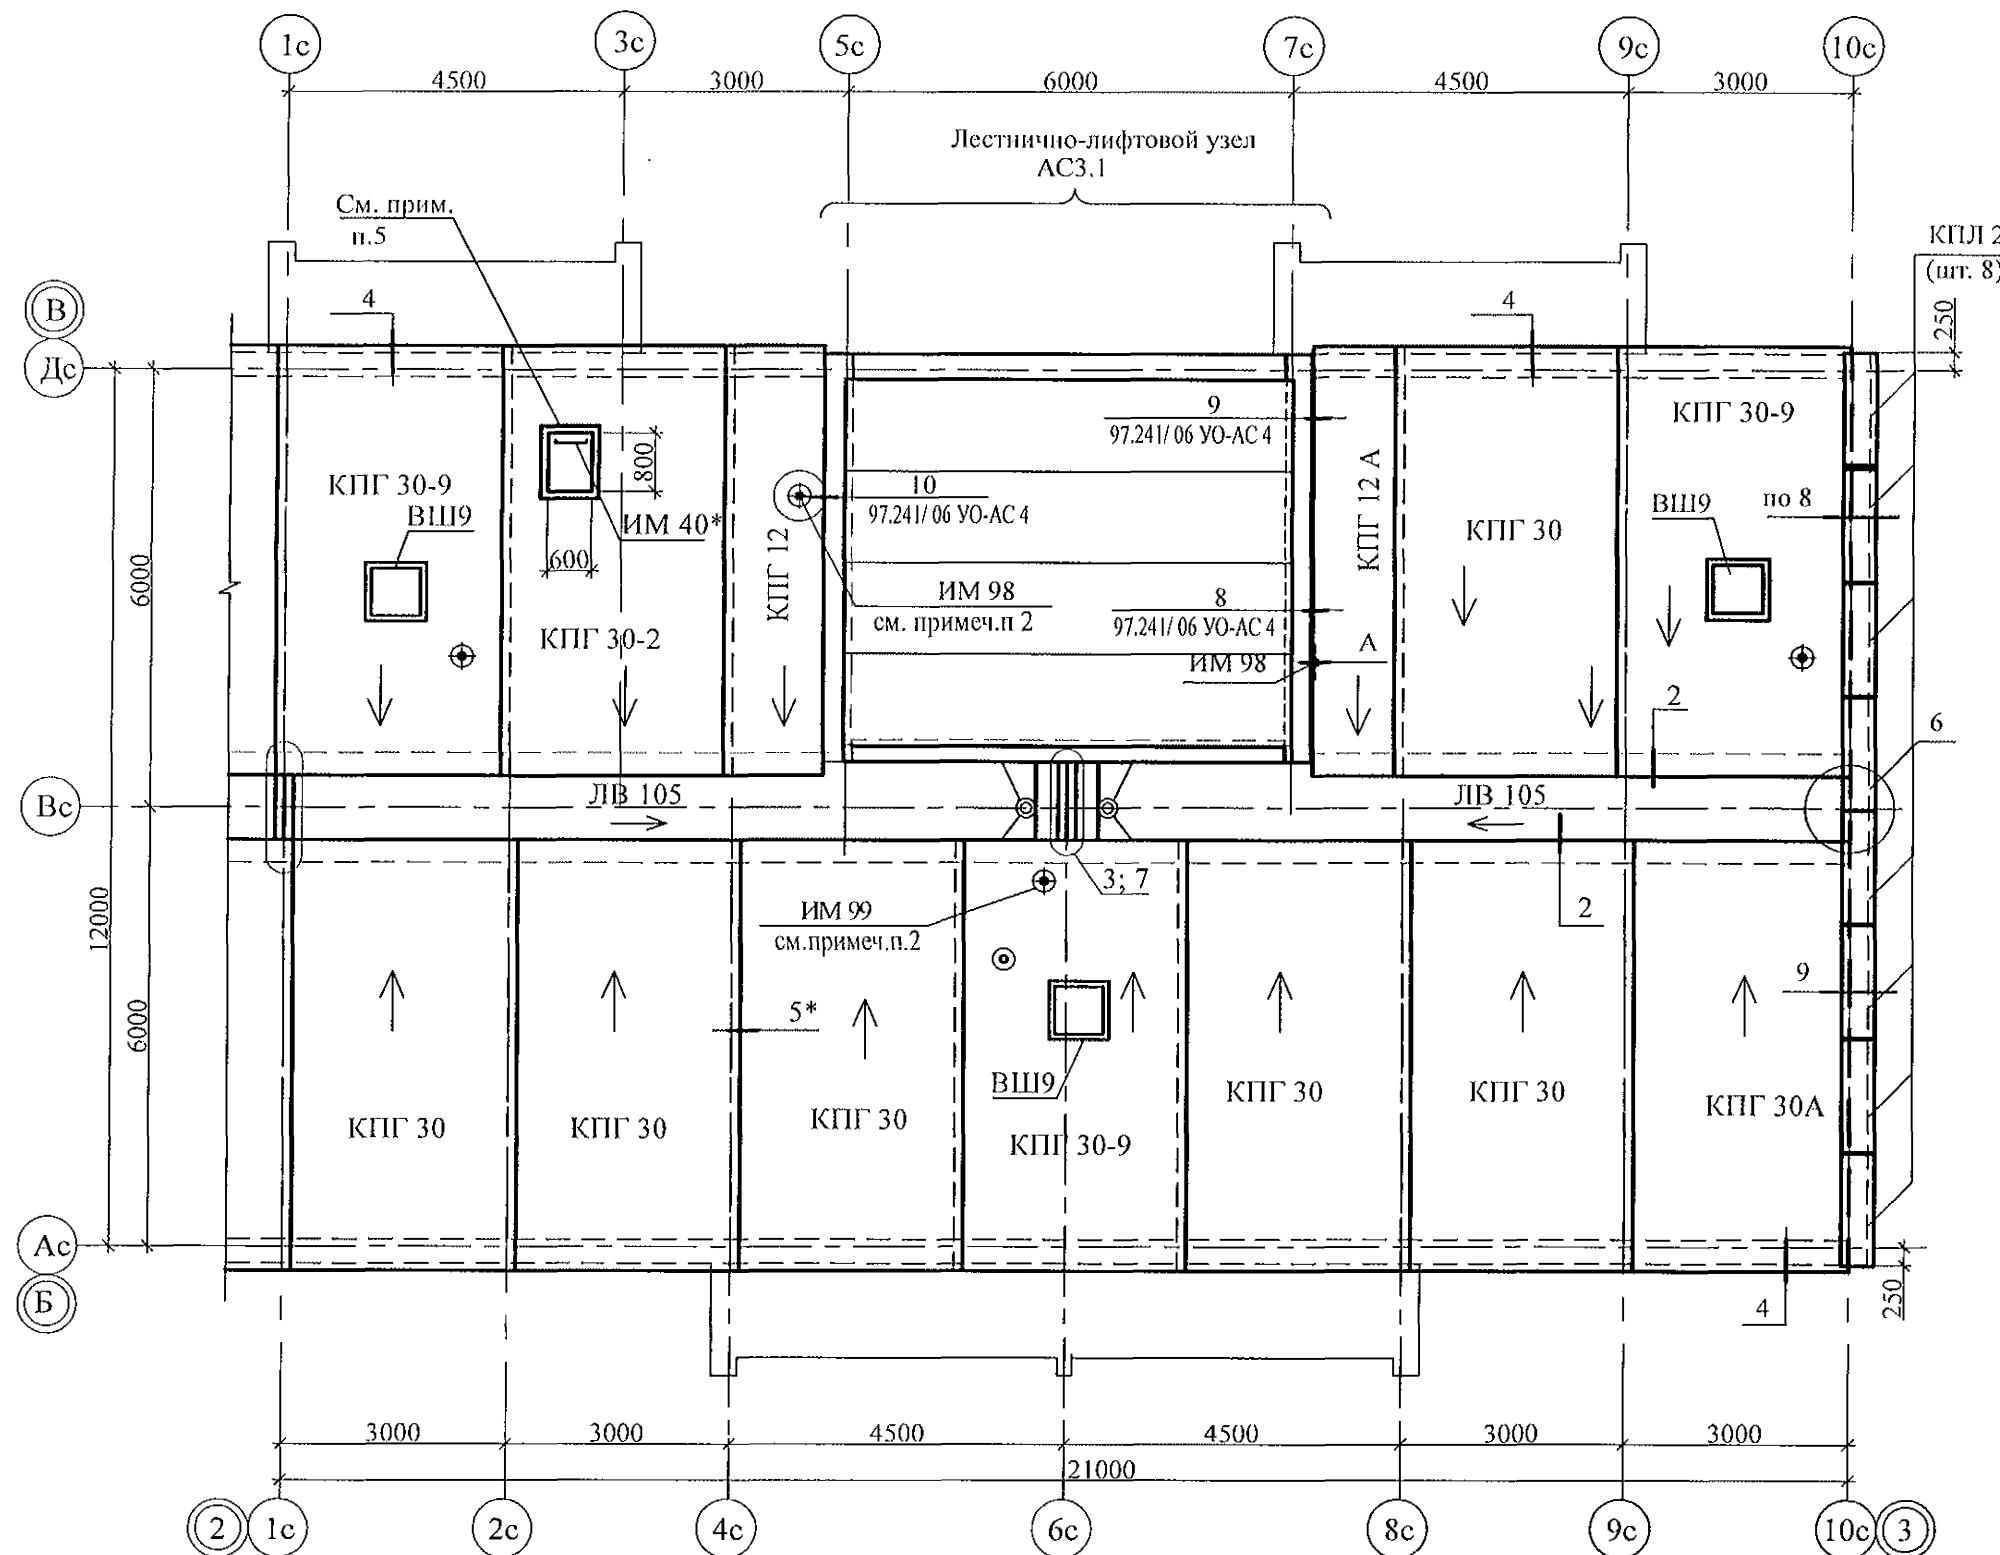 1с 3с 5с 7с 9с 10с
4500 3000 6000 4500 3000
Лестнично-лифтовой узел
АС3.1
См. прим.
п.5
КПЛ 2
(шт. 8)
4
4
250
В
Дс
КПГ 30-9
9
97.241/ 06 УО-АС 4
КПГ 30-9
ВШ9
800
ИМ 40*
600
10
97.241/ 06 УО-АС 4
КПГ 12
КПГ 12 А
КПГ 30
ВШ9
по 8
6000
ИМ 98
см. примеч.п 2
8
97.241/ 06 УО-АС 4
КПГ 30-2
А
ИМ 98
2
6
Вс
ЛВ 105
ЛВ 105
12000
3; 7
ИМ 99
см.примеч.п.2
2
6000
5*
9
ВШ9
КПГ 30
КПГ 30
КПГ 30
КПГ 30-9
КПГ 30
КПГ 30
КПГ 30А
Ас
Б
4
250
3000 3000 4500 4500 3000 3000
21000
2 1с 2с 4с 6с 8с 9с 10с 3